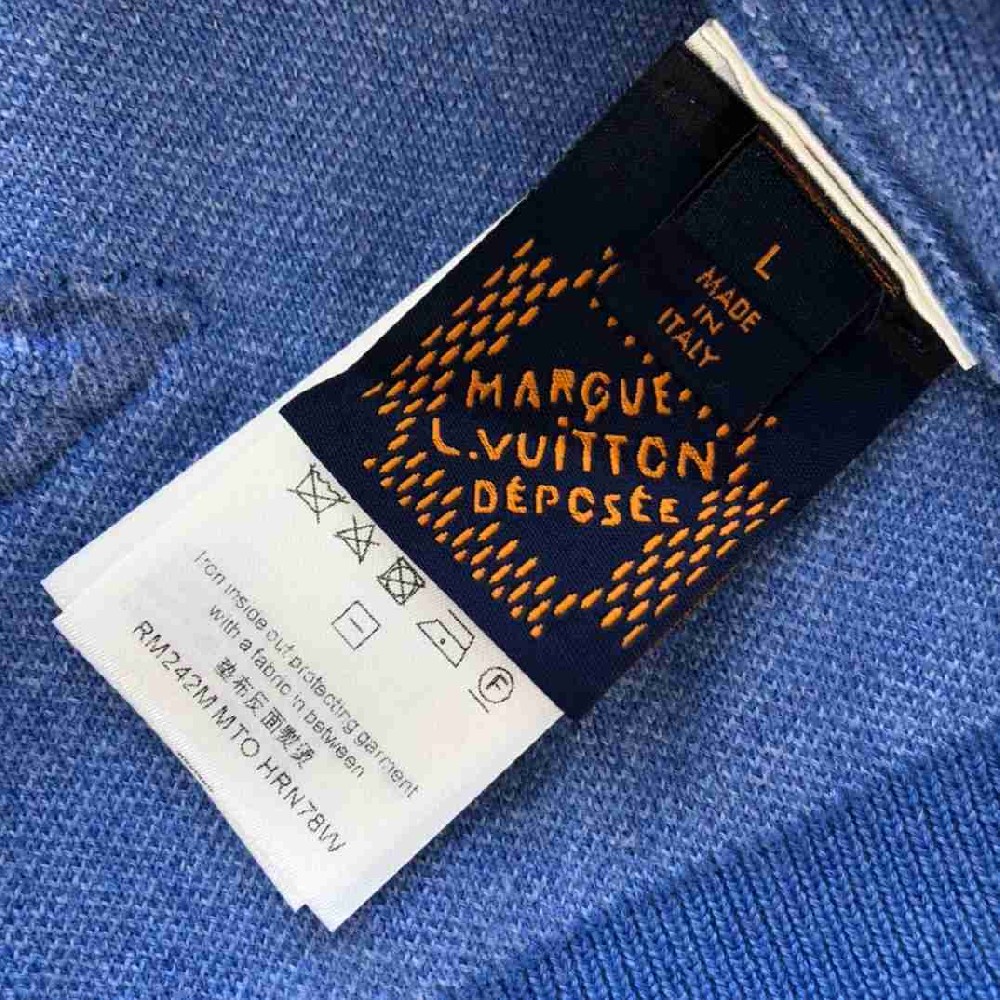 L
MADE
IN
ITALY
MARQUE
L.VUITTON
DÉPOSÉE
F
Iron inside out protecting garment
with a fabric in between
垫布反面熨烫
RM242M MTO HRN78W